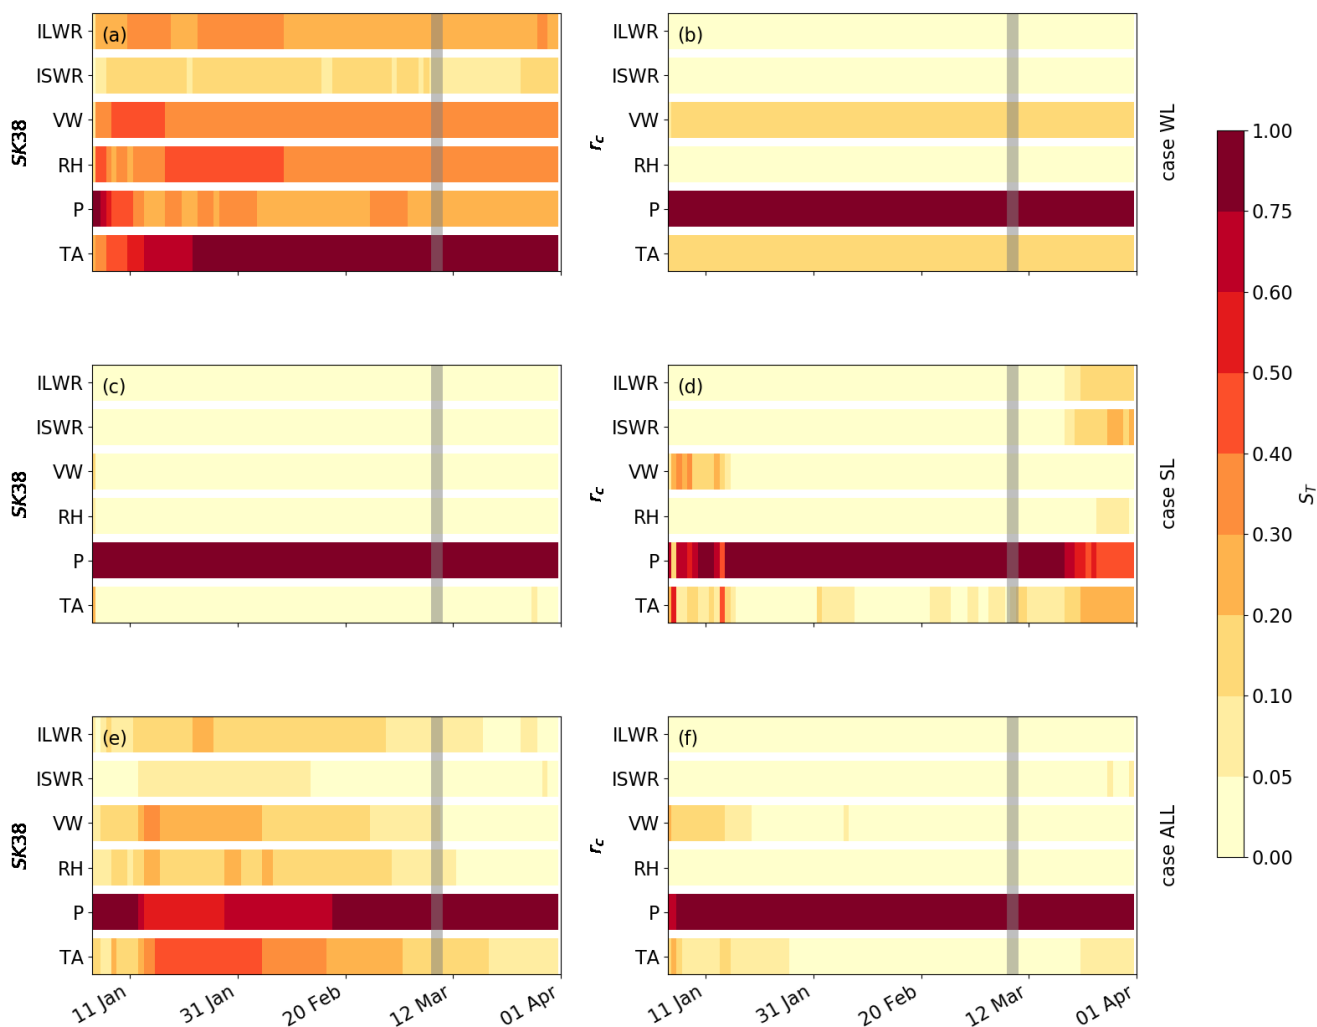 (a)
ILWR
ISWR
VW
RH
P
TA
SK38
(b)
ILWR
ISWR
VW
RH
P
TA
r_c
case WL
(c)
ILWR
ISWR
VW
RH
P
TA
SK38
(d)
ILWR
ISWR
VW
RH
P
TA
r_c
case SL
(e)
ILWR
ISWR
VW
RH
P
TA
SK38
11 Jan
31 Jan
20 Feb
12 Mar
01 Apr
(f)
ILWR
ISWR
VW
RH
P
TA
r_c
case ALL
11 Jan
31 Jan
20 Feb
12 Mar
01 Apr
1.00
0.75
0.60
0.50
0.40
0.30
0.20
0.10
0.05
0.00
S_T